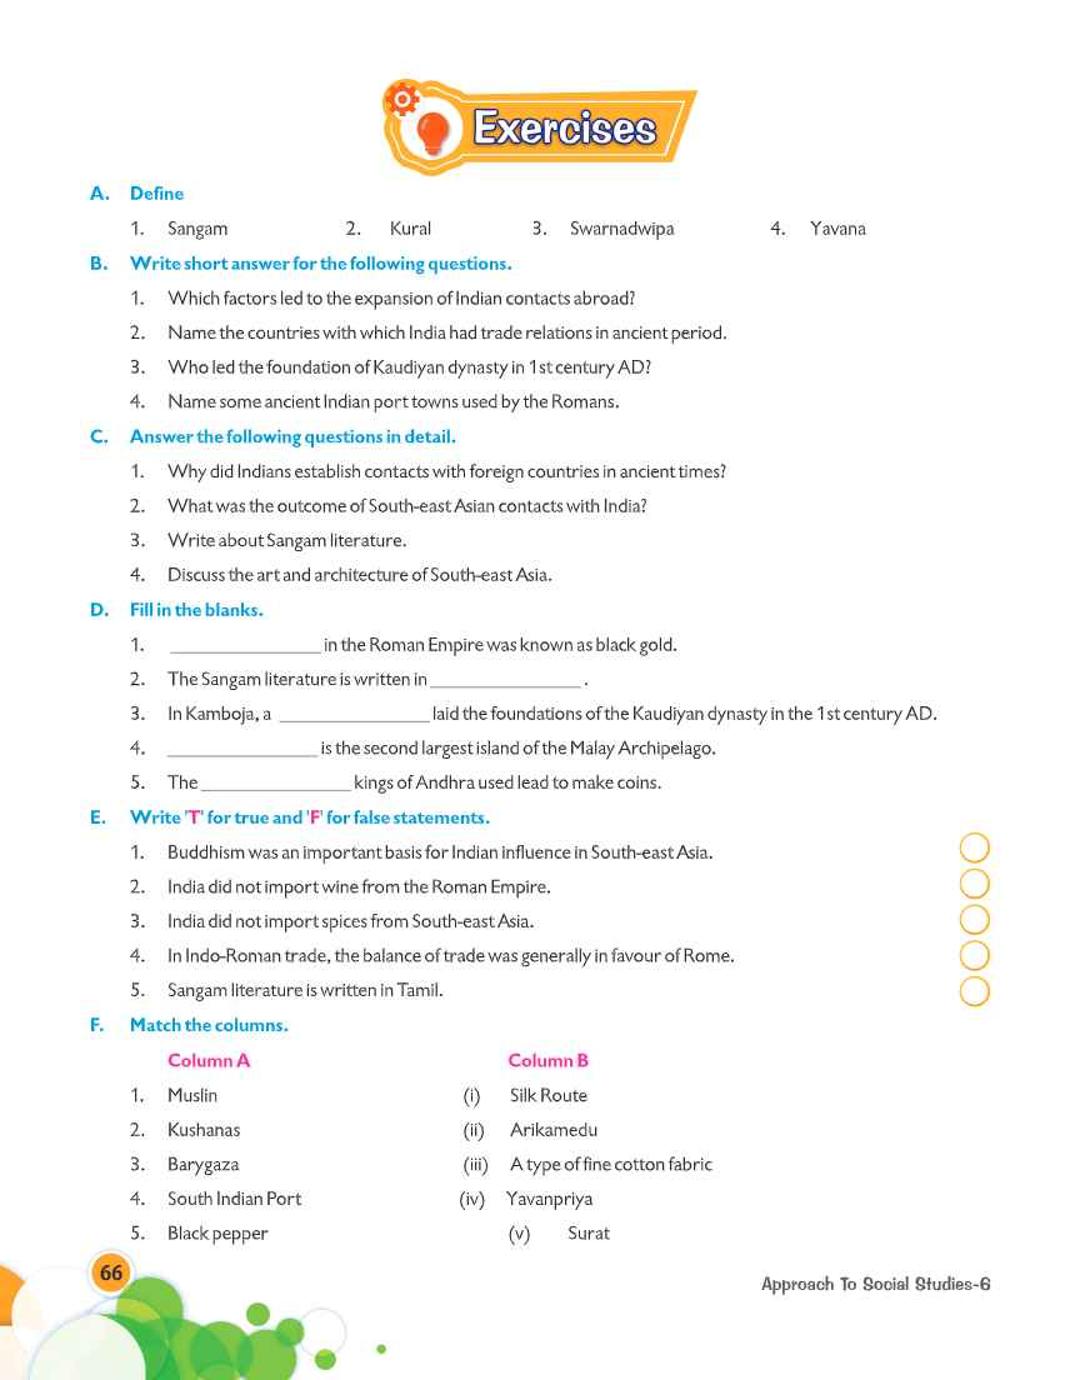 Exercises
A. Define
1. Sangam 2. Kural 3. Swarnadwipa 4. Yavana
B. Write short answer for the following questions.
1. Which factors led to the expansion of Indian contacts abroad?
2. Name the countries with which India had trade relations in ancient period.
3. Who led the foundation of Kaudiyan dynasty in 1st century AD?
4. Name some ancient Indian port towns used by the Romans.
C. Answer the following questions in detail.
1. Why did Indians establish contacts with foreign countries in ancient times?
2. What was the outcome of South-east Asian contacts with India?
3. Write about Sangam literature.
4. Discuss the art and architecture of South-east Asia.
D. Fill in the blanks.
1. ________________ in the Roman Empire was known as black gold.
2. The Sangam literature is written in ________________ .
3. In Kamboja, a ________________ laid the foundations of the Kaudiyan dynasty in the 1st century AD.
4. ________________ is the second largest island of the Malay Archipelago.
5. The ________________ kings of Andhra used lead to make coins.
E. Write 'T' for true and 'F' for false statements.
1. Buddhism was an important basis for Indian influence in South-east Asia.
2. India did not import wine from the Roman Empire.
3. India did not import spices from South-east Asia.
4. In Indo-Roman trade, the balance of trade was generally in favour of Rome.
5. Sangam literature is written in Tamil.
F. Match the columns.
Column A Column B
1. Muslin (i) Silk Route
2. Kushanas (ii) Arikamedu
3. Barygaza (iii) A type of fine cotton fabric
4. South Indian Port (iv) Yavanpriya
5. Black pepper (v) Surat
66
Approach To Social Studies-6